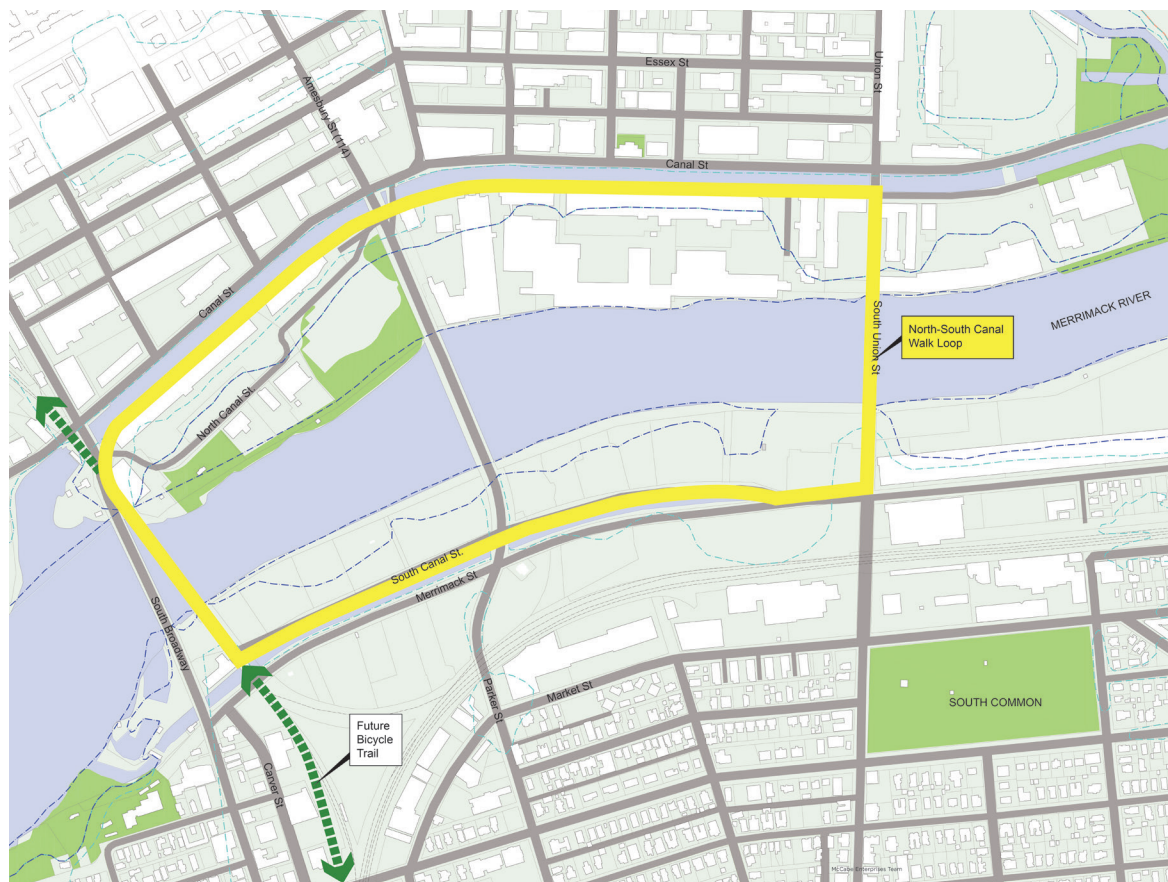 Essex St
Union St
Amesbury St (114)
Canal St
Canal St.
South Union St
MERRIMACK RIVER
North-South Canal
Walk Loop
North Canal St.
South Canal St.
Merrimack St
South Broadway
Parker St
Market St
SOUTH COMMON
Future
Bicycle
Trail
Carver St
McCabe Enterprises Team